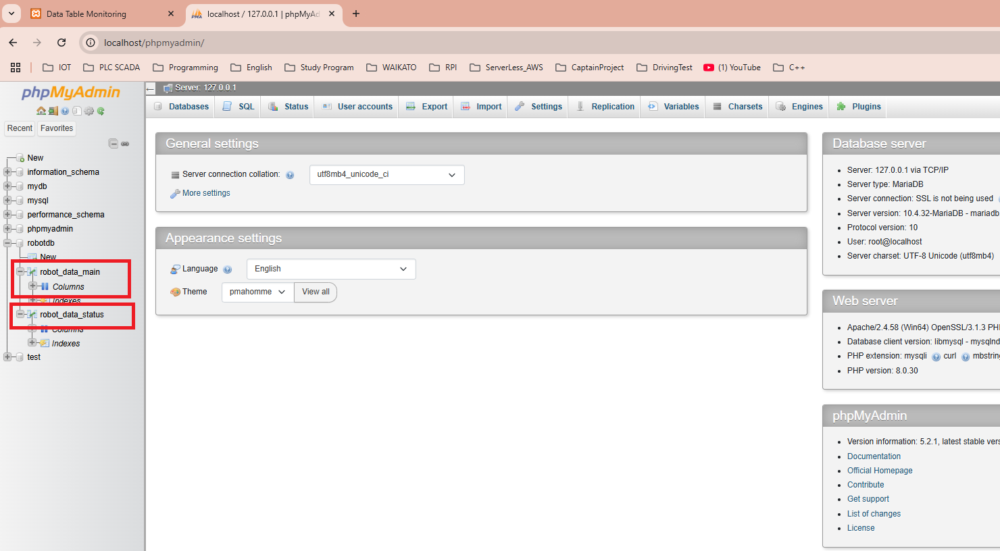 Data Table Monitoring
localhost / 127.0.0.1 | phpMyAd
localhost/phpmyadmin/
IOT PLC SCADA Programming English Study Program WAIKATO RPI ServerLess_AWS CaptainProject DrivingTest (1) YouTube C++
phpMyAdmin
Recent Favorites
New
information_schema
mydb
mysql
performance_schema
phpmyadmin
robotdb
New
robot_data_main
Columns
Indexes
robot_data_status
Columns
Indexes
test
Server: 127.0.0.1
Databases SQL Status User accounts Export Import Settings Replication Variables Charsets Engines Plugins
General settings
Server connection collation: utf8mb4_unicode_ci
More settings
Appearance settings
Language English
Theme pmahomme View all
Database server
Server: 127.0.0.1 via TCP/IP
Server type: MariaDB
Server connection: SSL is not being used
Server version: 10.4.32-MariaDB - mariadb
Protocol version: 10
User: root@localhost
Server charset: UTF-8 Unicode (utf8mb4)
Web server
Apache/2.4.58 (Win64) OpenSSL/3.1.3 PH
Database client version: libmysql - mysqlnd
PHP extension: mysqli curl mbstring
PHP version: 8.0.30
phpMyAdmin
Version information: 5.2.1, latest stable vers
Documentation
Official Homepage
Contribute
Get support
List of changes
License